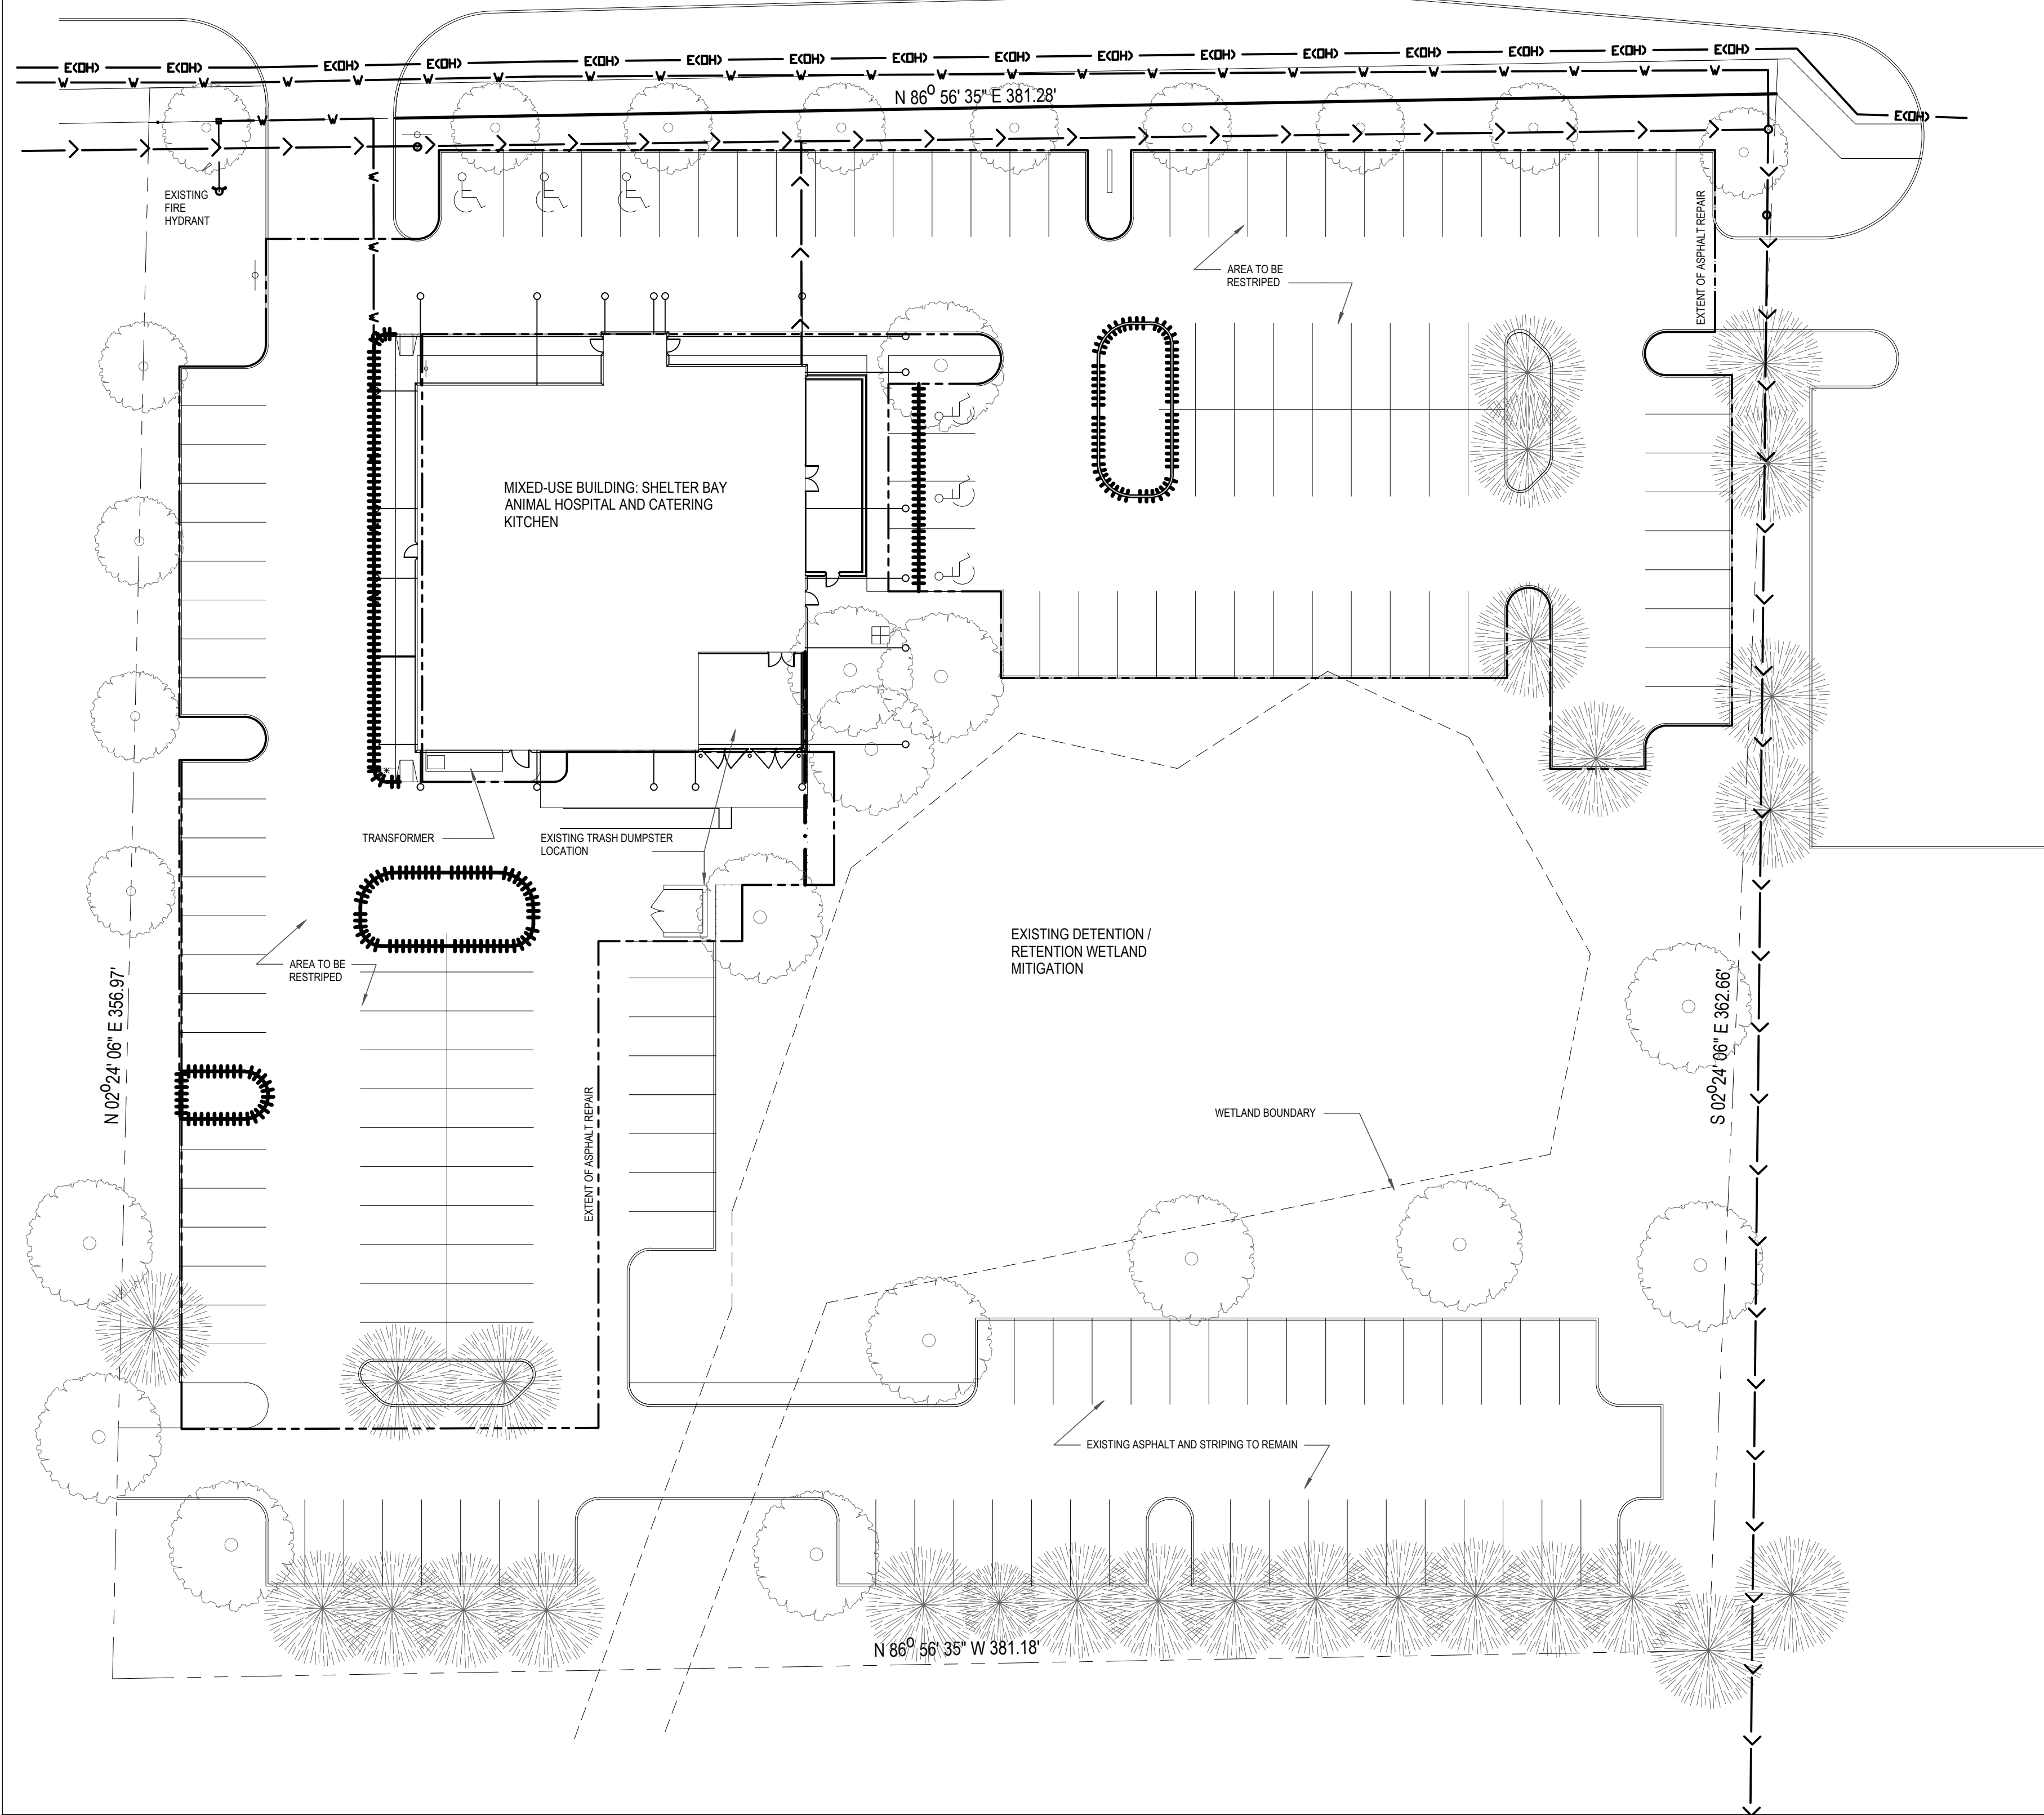 E(OH) E(OH) E(OH) E(OH) E(OH) E(OH) E(OH) E(OH) E(OH) E(OH) E(OH) E(OH) E(OH) E(OH) E(OH) E(OH)
E(OH)
W W W W W W W W W W W W W W W W W W W W W W W W
N 86° 56' 35" E 381.28'
W W
W
W
W
EXISTING
FIRE
HYDRANT
EXTENT OF ASPHALT REPAIR
AREA TO BE
RESTRIPED
MIXED-USE BUILDING: SHELTER BAY
ANIMAL HOSPITAL AND CATERING
KITCHEN
TRANSFORMER
EXISTING TRASH DUMPSTER
LOCATION
AREA TO BE
RESTRIPED
EXISTING DETENTION /
RETENTION WETLAND
MITIGATION
N 02° 24' 06" E 356.97'
S 02° 24' 06" E 362.66'
EXTENT OF ASPHALT REPAIR
WETLAND BOUNDARY
EXISTING ASPHALT AND STRIPING TO REMAIN
N 86° 56' 35" W 381.18'